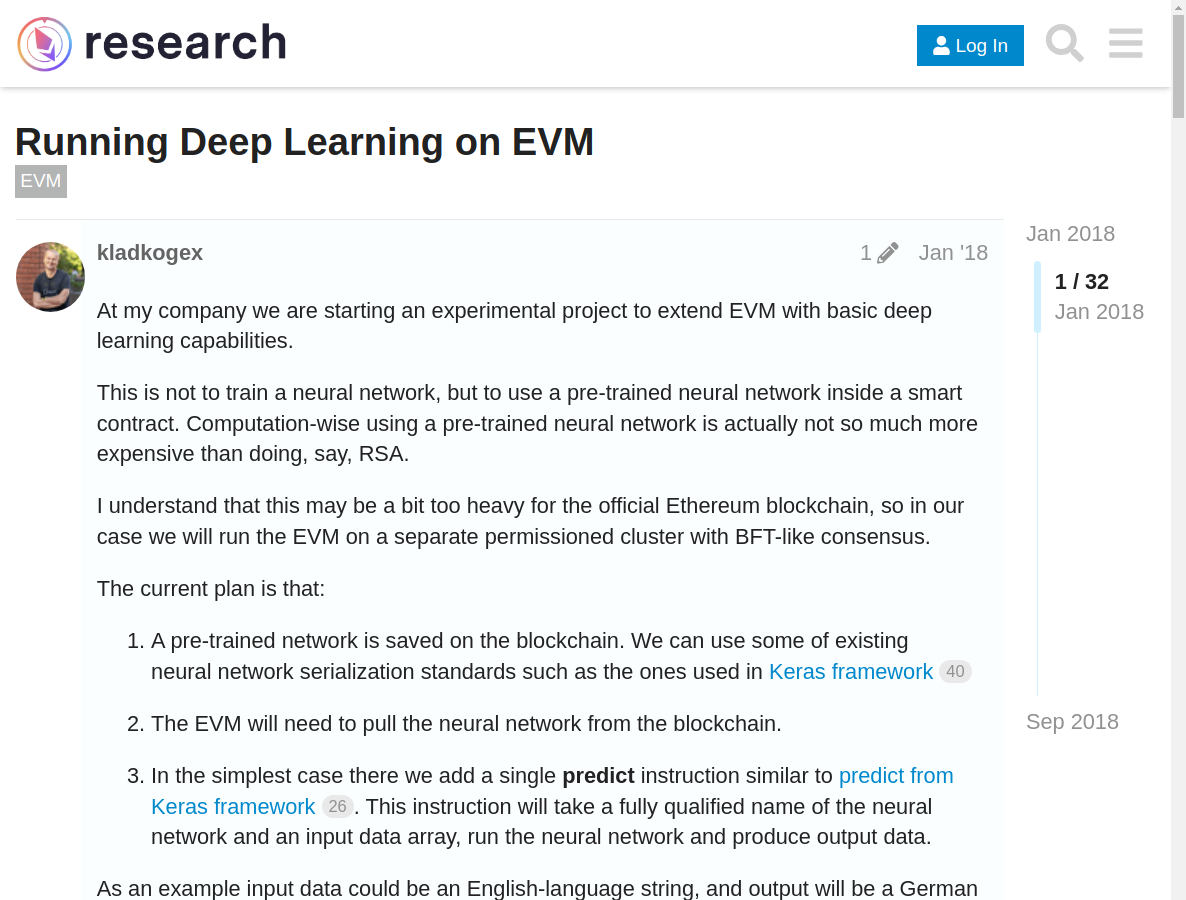 research
Log In
Running Deep Learning on EVM
EVM
Jan 2018
kladkogex
1
Jan '18
1 / 32
Jan 2018
At my company we are starting an experimental project to extend EVM with basic deep
learning capabilities.
This is not to train a neural network, but to use a pre-trained neural network inside a smart
contract. Computation-wise using a pre-trained neural network is actually not so much more
expensive than doing, say, RSA.
I understand that this may be a bit too heavy for the official Ethereum blockchain, so in our
case we will run the EVM on a separate permissioned cluster with BFT-like consensus.
The current plan is that:
1. A pre-trained network is saved on the blockchain. We can use some of existing
neural network serialization standards such as the ones used in Keras framework 40
2. The EVM will need to pull the neural network from the blockchain.
Sep 2018
3. In the simplest case there we add a single predict instruction similar to predict from
Keras framework 26. This instruction will take a fully qualified name of the neural
network and an input data array, run the neural network and produce output data.
As an example input data could be an English-language string, and output will be a German